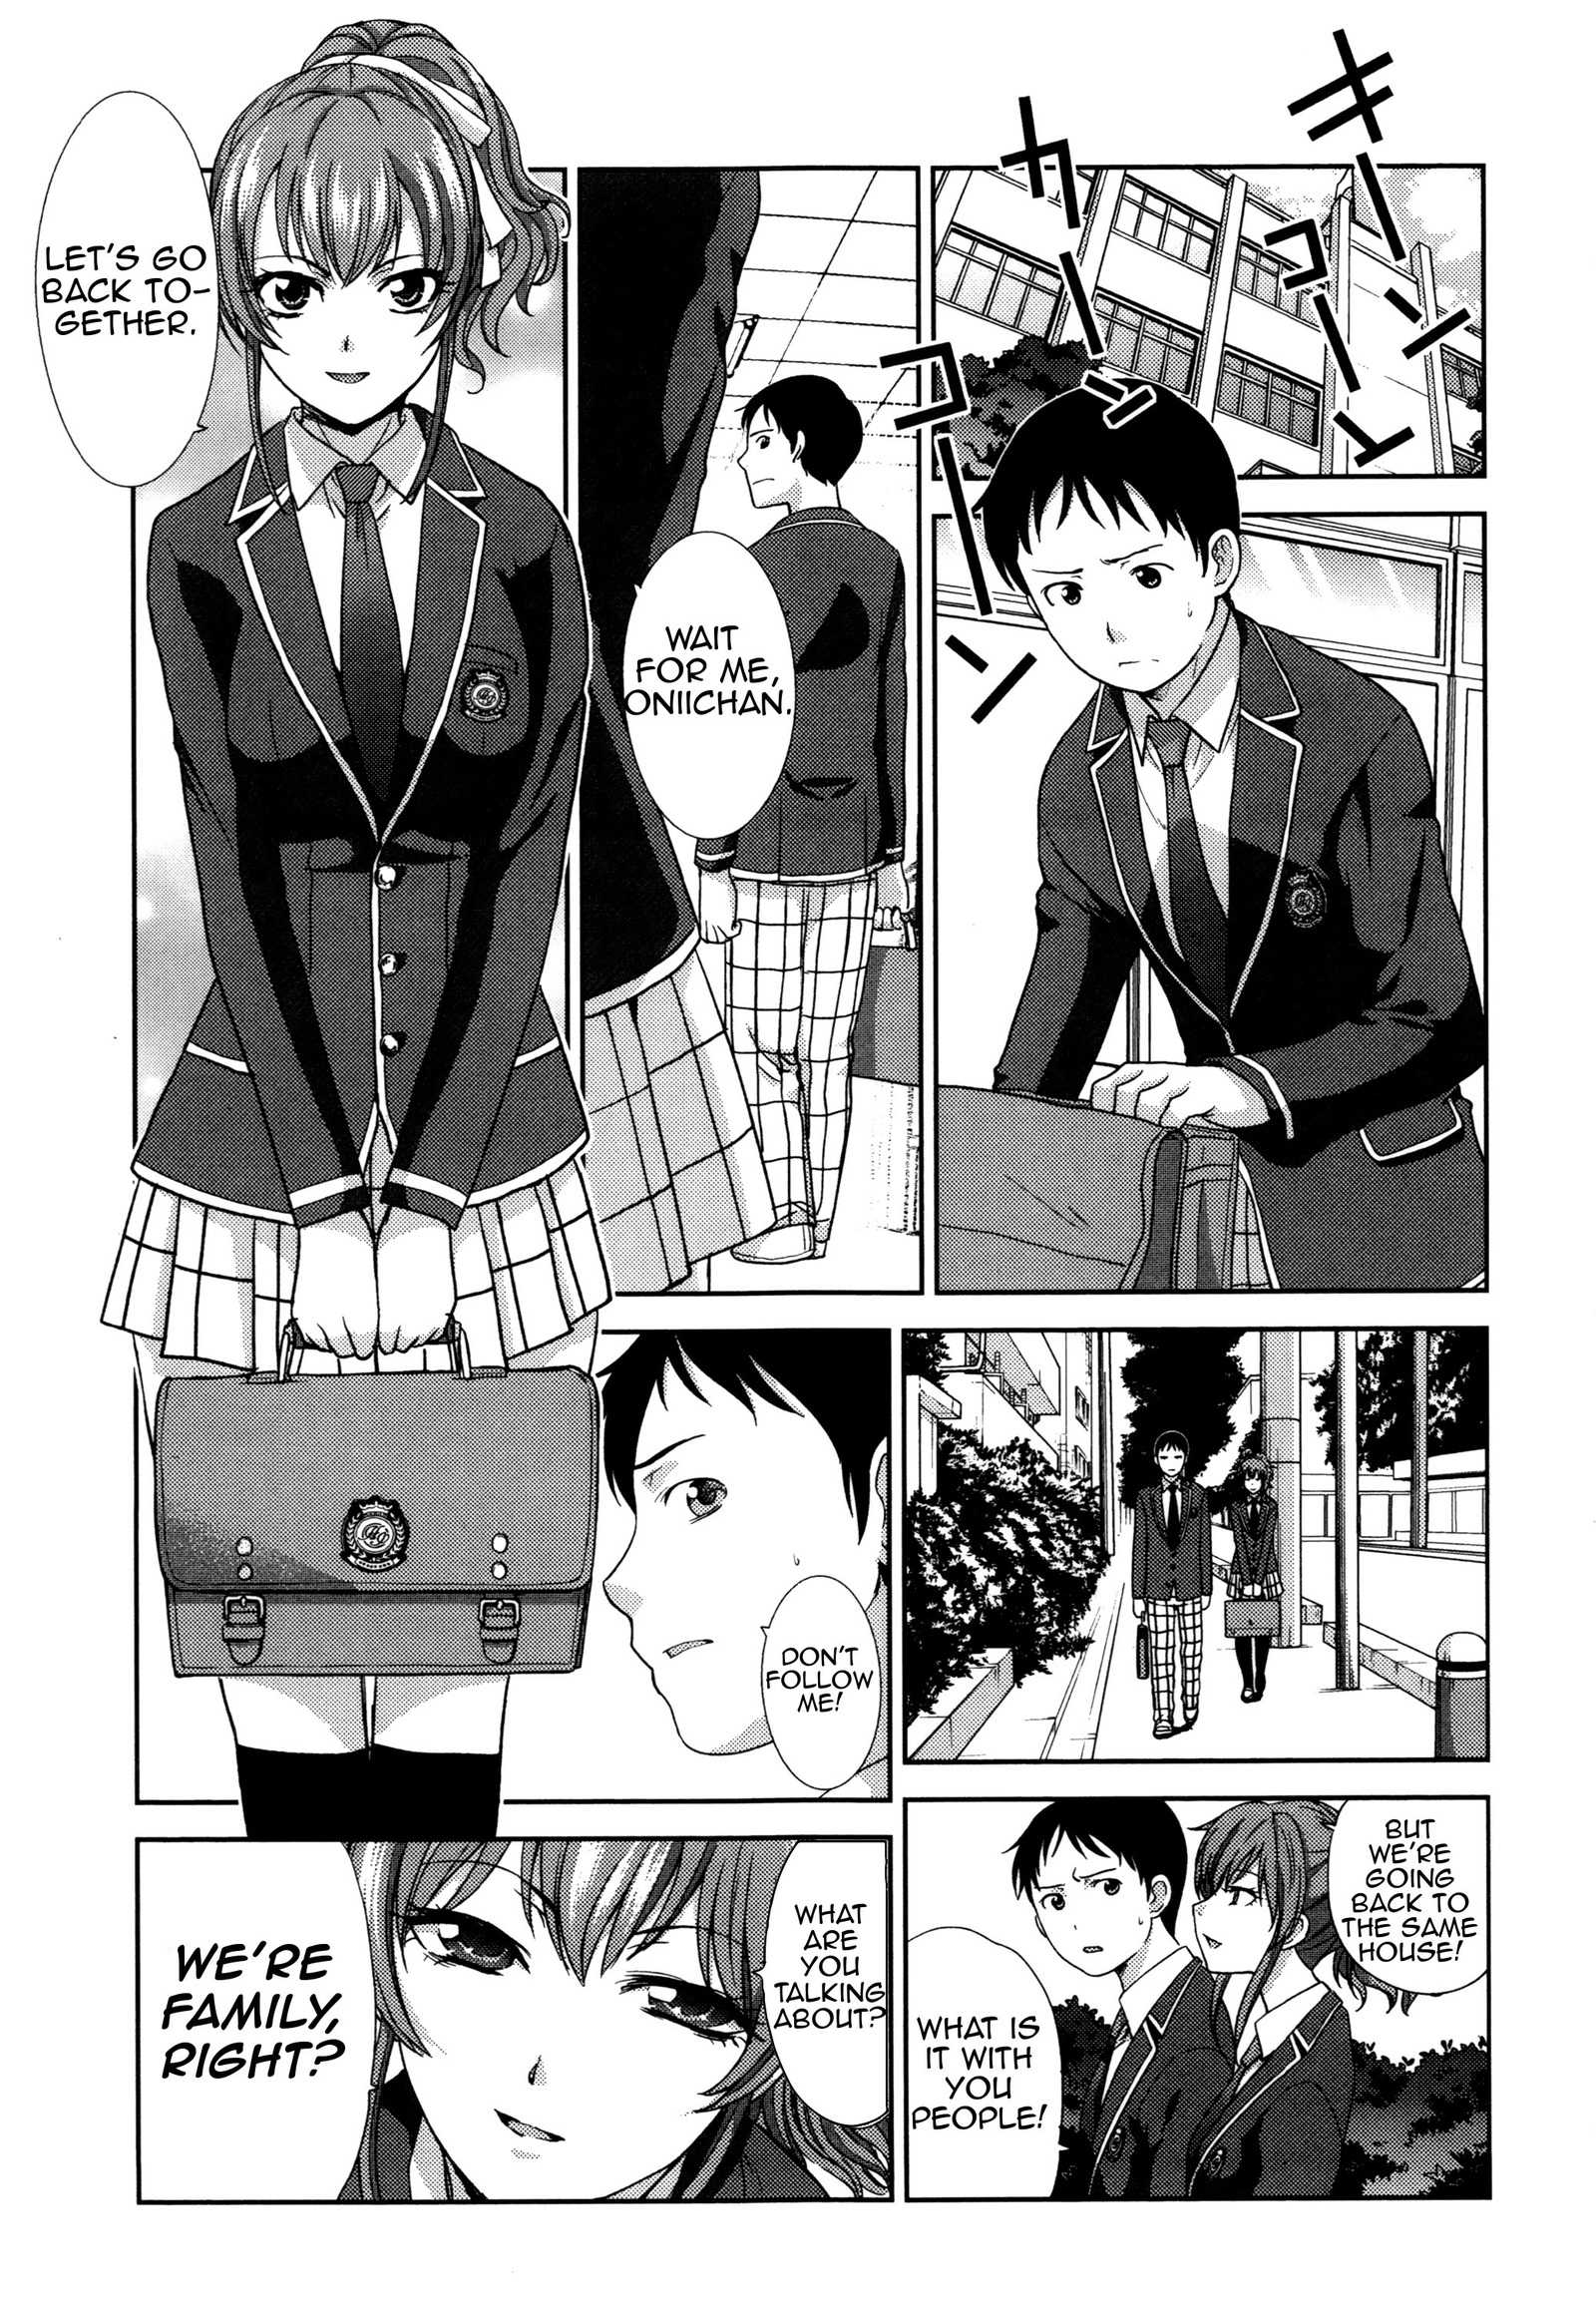 キーンコーン
カーンコーン
WAIT
FOR ME,
ONIICHAN.
LET'S GO
BACK TO-
GETHER.
DON'T
FOLLOW
ME!
BUT
WE'RE
GOING
BACK TO
THE SAME
HOUSE!
WHAT IS
IT WITH
YOU
PEOPLE!
WHAT
ARE
YOU
TALKING
ABOUT?
WE'RE
FAMILY,
RIGHT?